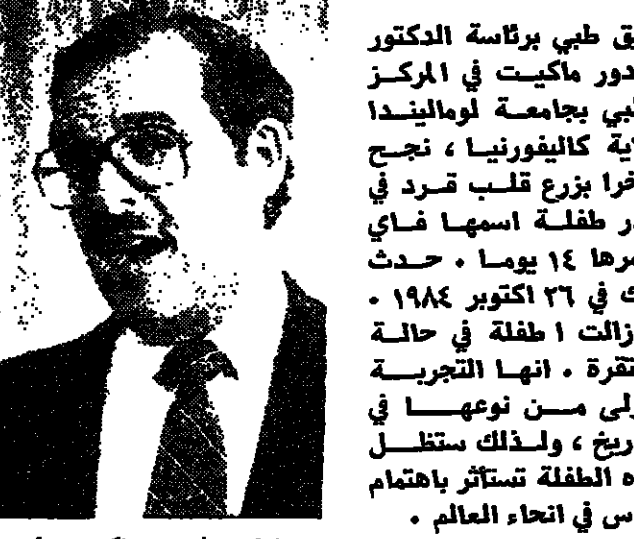 ق طبي برئاسة الدكتور
دور ماكيت في المركز
بي بجامعة لوماليندا
لاية كاليفورنيا ، نجح
خرا بزرع قلب قرد في
ر طفلة اسمها فاي
مرها ١٤ يوما . حدث
ك في ٢٦ اكتوبر ١٩٨٤ .
زالت ا طفلة في حالة
تقرة . انها التجربة
ولى من نوعها في
ريخ ، ولذلك ستظل
ه الطفلة تستأثر باهتمام
س في انحاء العالم .